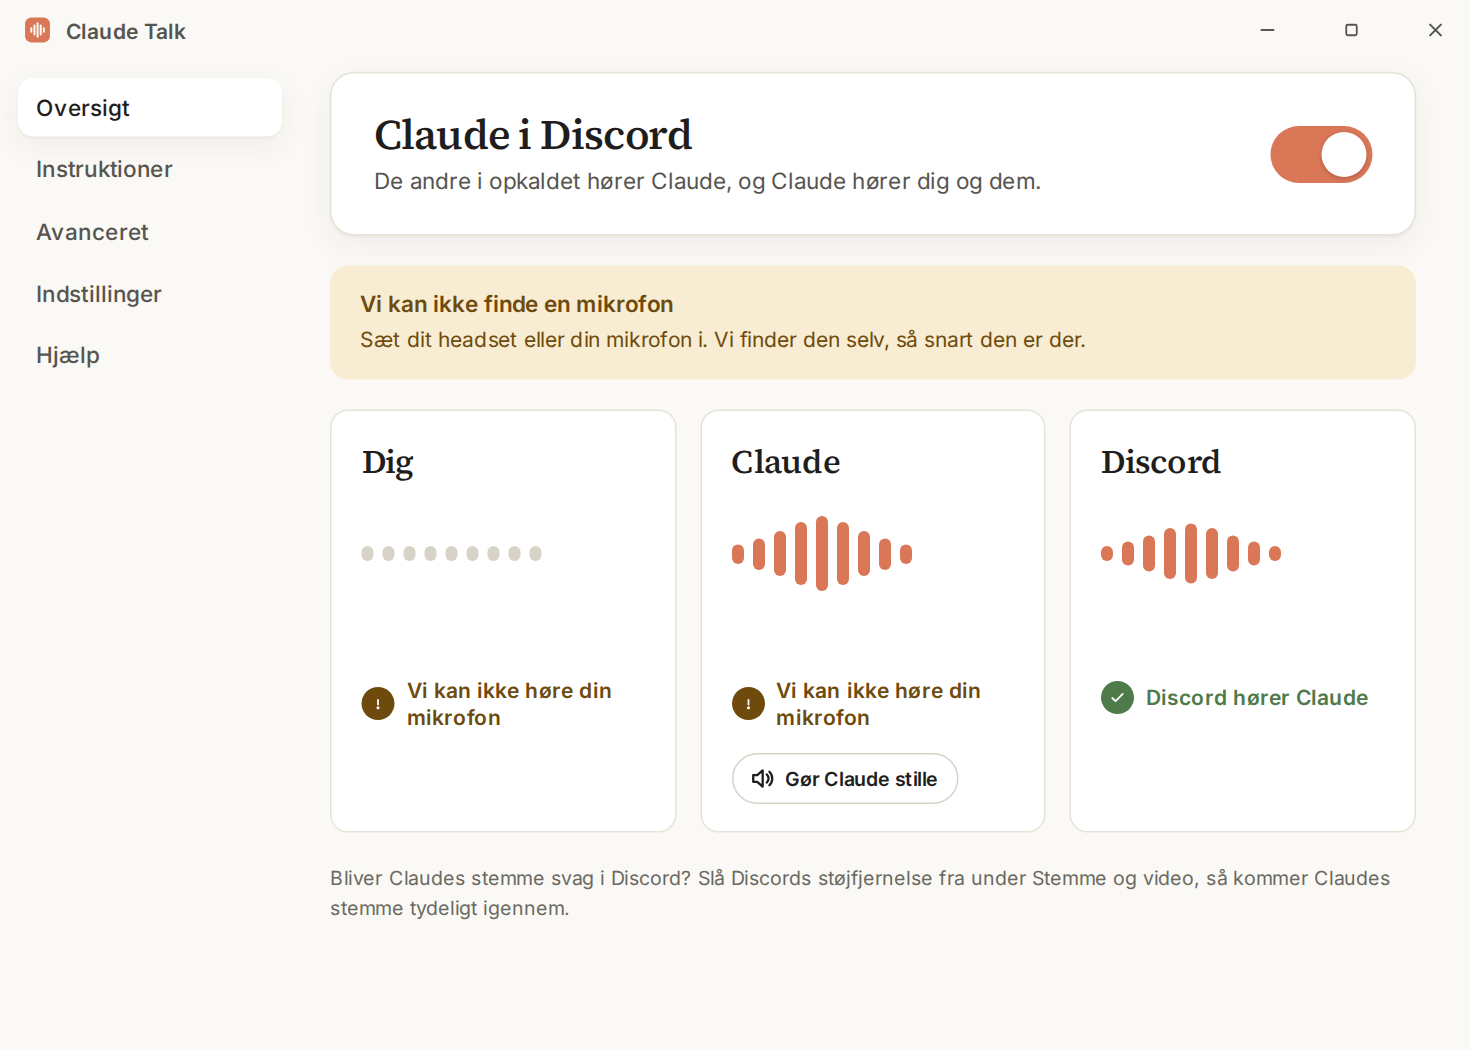 Claude Talk
Oversigt
Instruktioner
Avanceret
Indstillinger
Hjælp
Claude i Discord
De andre i opkaldet hører Claude, og Claude hører dig og dem.
Vi kan ikke finde en mikrofon
Sæt dit headset eller din mikrofon i. Vi finder den selv, så snart den er der.
Dig
Vi kan ikke høre din
mikrofon
Claude
Vi kan ikke høre din
mikrofon
Gør Claude stille
Discord
Discord hører Claude
Bliver Claudes stemme svag i Discord? Slå Discords støjfjernelse fra under Stemme og video, så kommer Claudes
stemme tydeligt igennem.